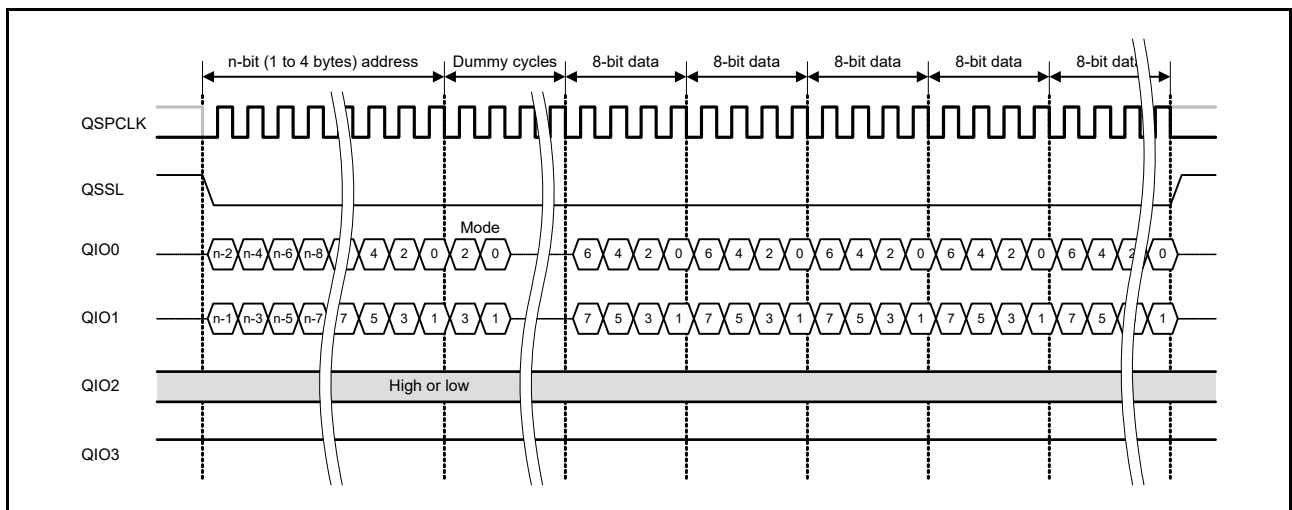 n-bit (1 to 4 bytes) address Dummy cycles 8-bit data 8-bit data 8-bit data 8-bit data 8-bit data
QSPCLK
QSSL
Mode
QIO0 n-2 n-4 n-6 n-8 4 2 0 2 0 6 4 2 0 6 4 2 0 6 4 2 0 6 4 2 0 6 4 2 0
QIO1 n-1 n-3 n-5 n-7 7 5 3 1 3 1 7 5 3 1 7 5 3 1 7 5 3 1 7 5 3 1 7 5 1
QIO2 High or low
QIO3